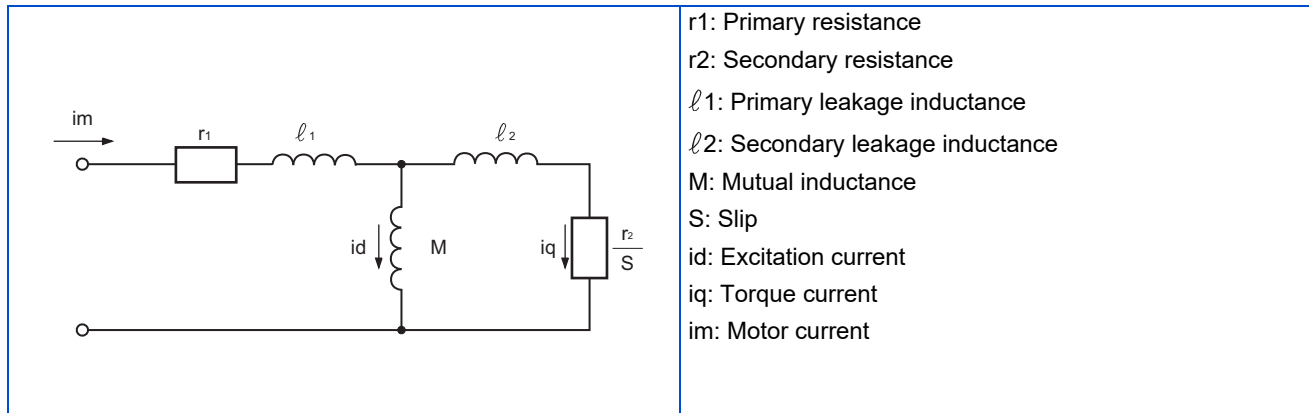 im
r1
ℓ1
ℓ2
id
M
iq
r2
S
r1: Primary resistance
r2: Secondary resistance
ℓ1: Primary leakage inductance
ℓ2: Secondary leakage inductance
M: Mutual inductance
S: Slip
id: Excitation current
iq: Torque current
im: Motor current